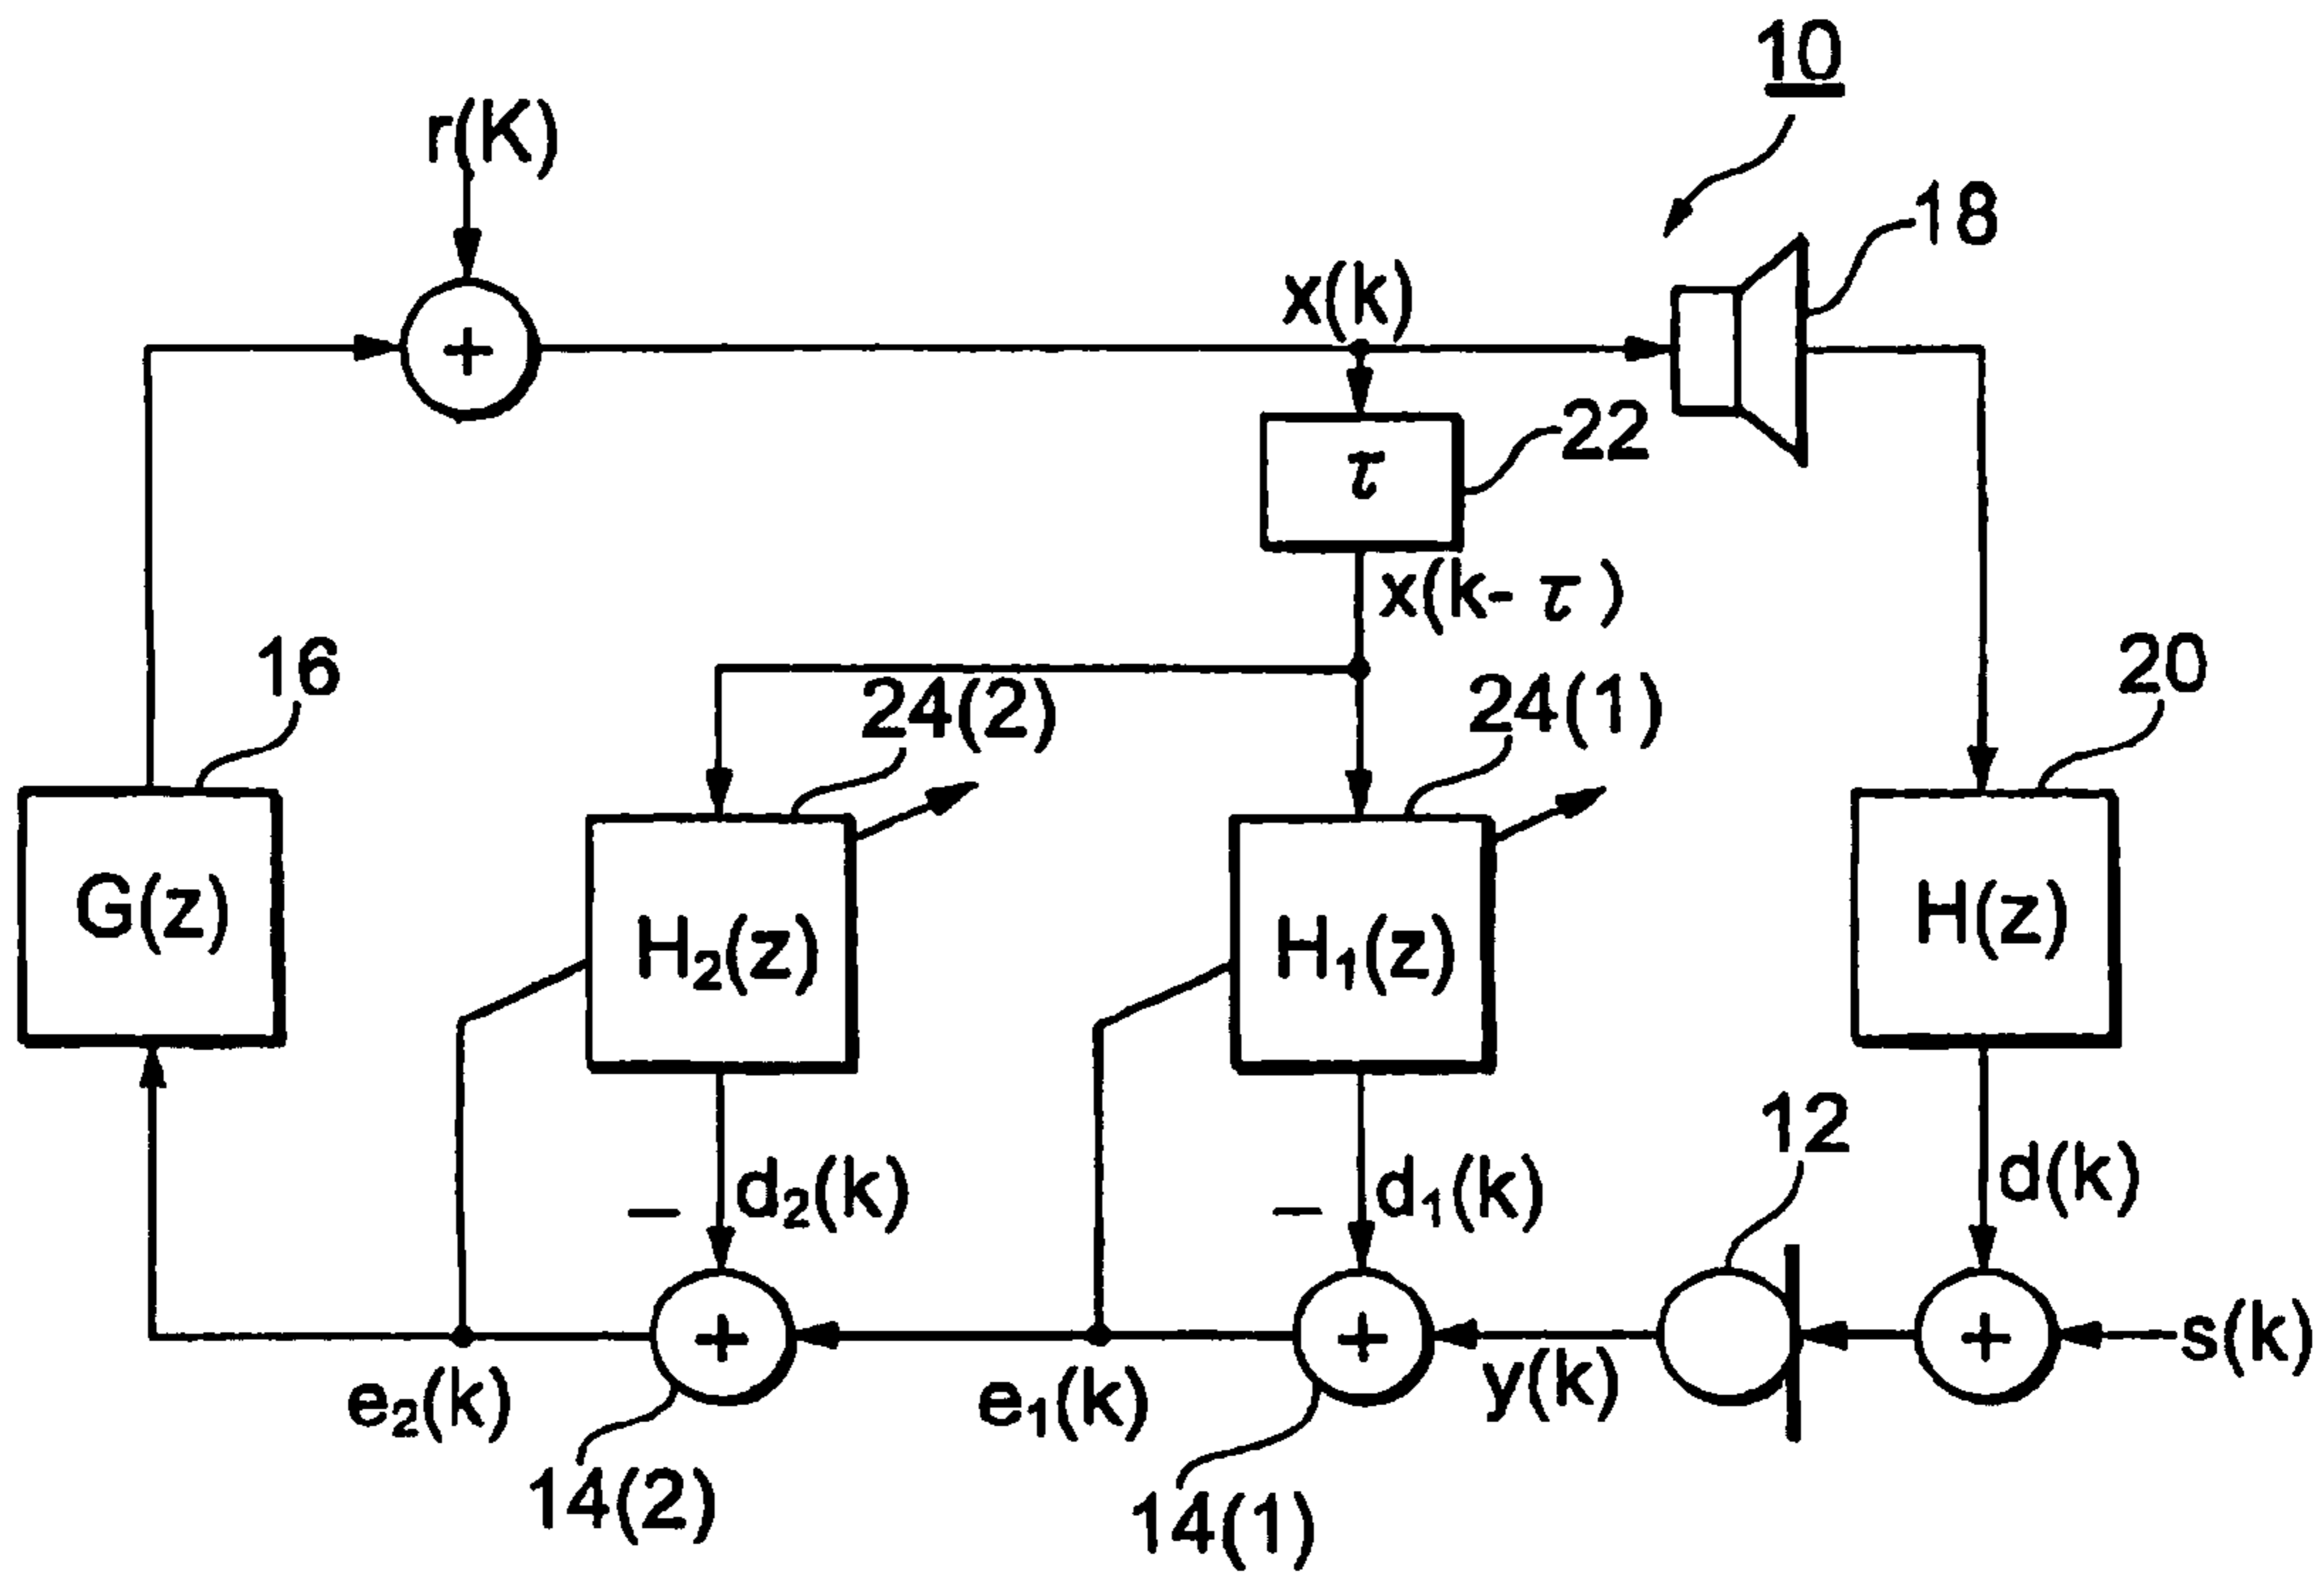 10
r(K)
18
x(k)
22
τ
x(k- τ )
16
20
24(2)
24(1)
G(z)
H₂(z)
H₁(z)
H(z)
12
d₂(k)
d₁(k)
d(k)
−
−
+
+
+
+
s(k)
y(k)
e₂(k)
e₁(k)
14(2)
14(1)